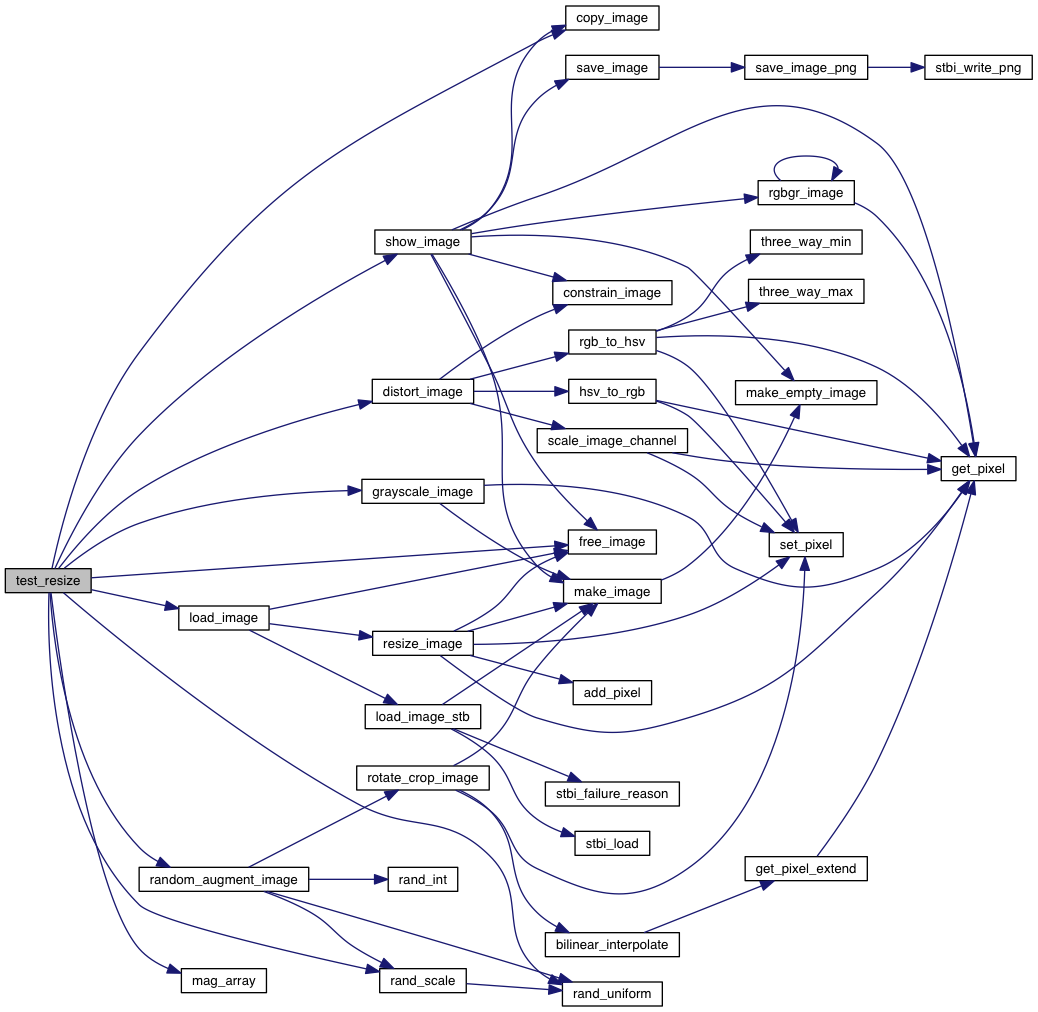 copy_image
save_image
save_image_png
stbi_write_png
rgbgr_image
show_image
three_way_min
constrain_image
three_way_max
rgb_to_hsv
distort_image
hsv_to_rgb
make_empty_image
scale_image_channel
get_pixel
grayscale_image
free_image
set_pixel
test_resize
make_image
load_image
resize_image
add_pixel
load_image_stb
rotate_crop_image
stbi_failure_reason
stbi_load
get_pixel_extend
random_augment_image
rand_int
bilinear_interpolate
mag_array
rand_scale
rand_uniform